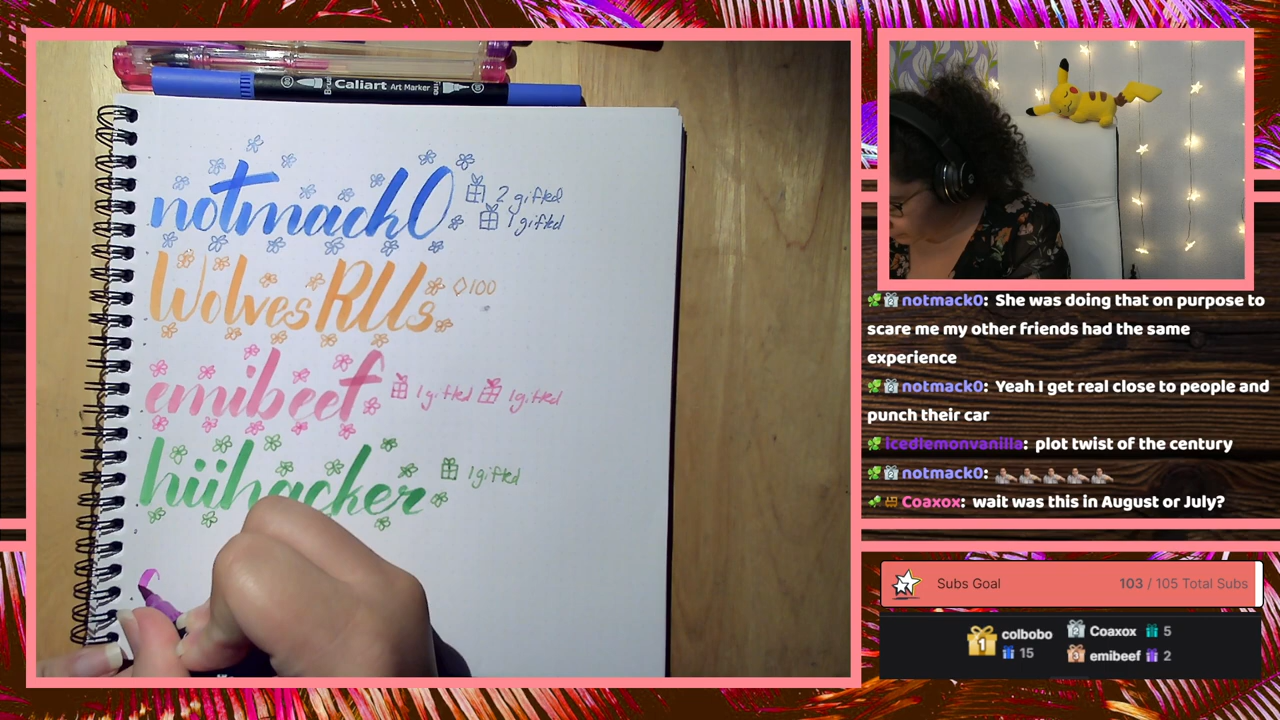 Caliart Art Marker
notmack0 2 gifted
1 gifted
WolvesRUs ◇100
emibeef 1 gifted 1 gifted
hiihacker 1 gifted
notmack0: She was doing that on purpose to
scare me my other friends had the same
experience
notmack0: Yeah I get real close to people and
punch their car
icedlemonvanilla: plot twist of the century
notmack0:
Coaxox: wait was this in August or July?
Subs Goal 103 / 105 Total Subs
1 colbobo 15
2 Coaxox 5
3 emibeef 2